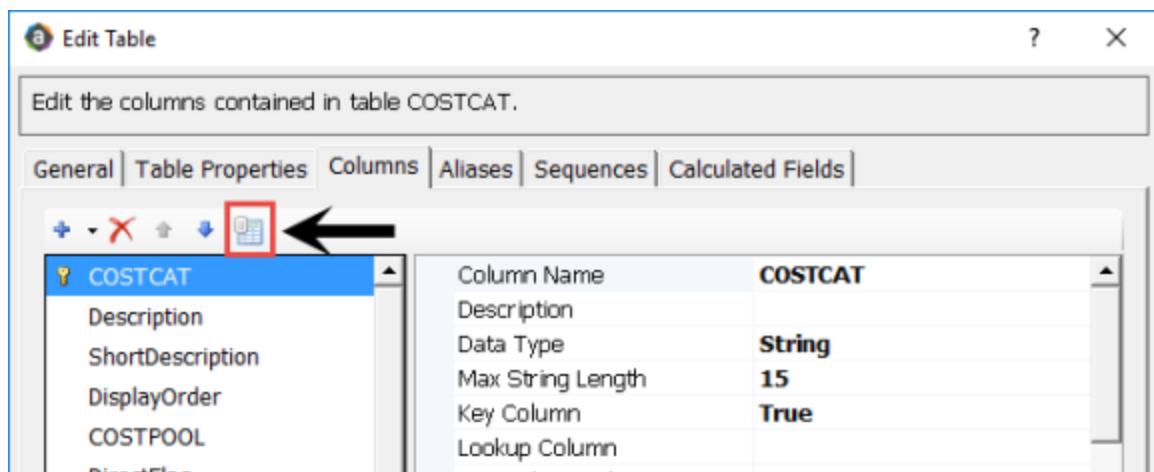 Edit Table ?
Edit the columns contained in table COSTCAT.
General Table Properties Columns Aliases Sequences Calculated Fields
COSTCAT
Description
ShortDescription
DisplayOrder
COSTPOOL
Column Name COSTCAT
Description
Data Type String
Max String Length 15
Key Column True
Lookup Column